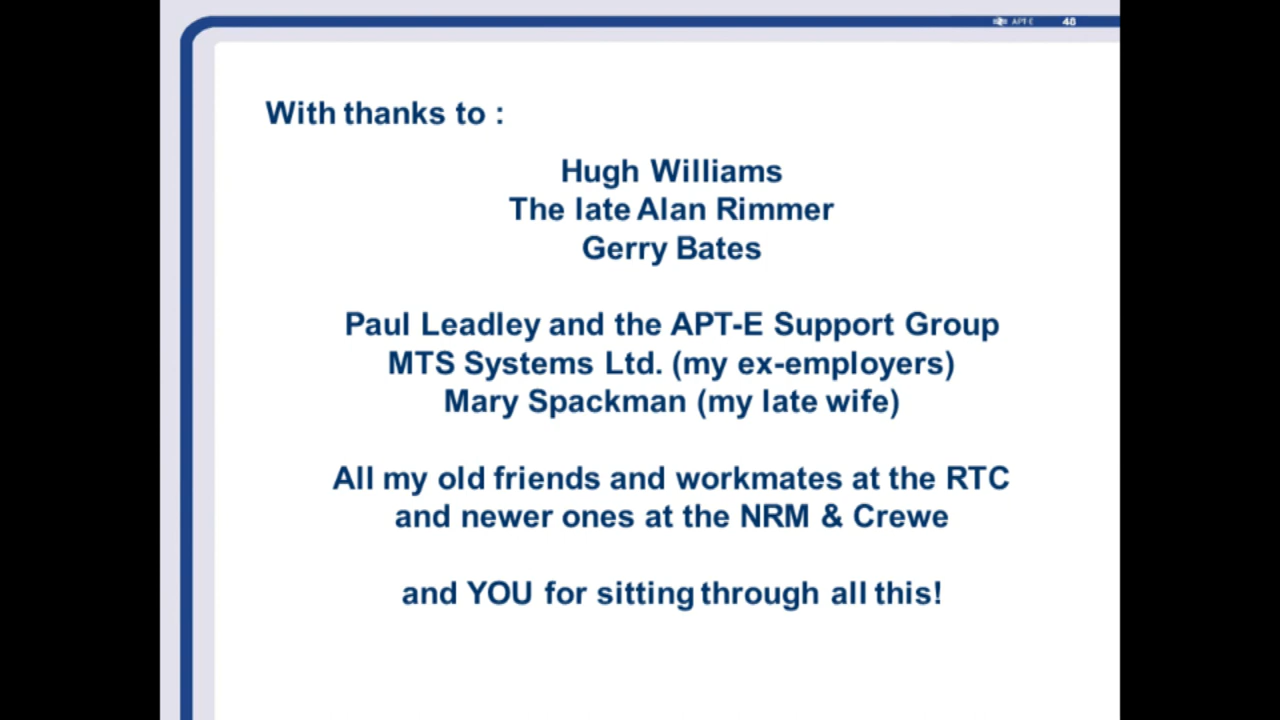 APT-E 48
With thanks to :
Hugh Williams
The late Alan Rimmer
Gerry Bates
Paul Leadley and the APT-E Support Group
MTS Systems Ltd. (my ex-employers)
Mary Spackman (my late wife)
All my old friends and workmates at the RTC
and newer ones at the NRM & Crewe
and YOU for sitting through all this!